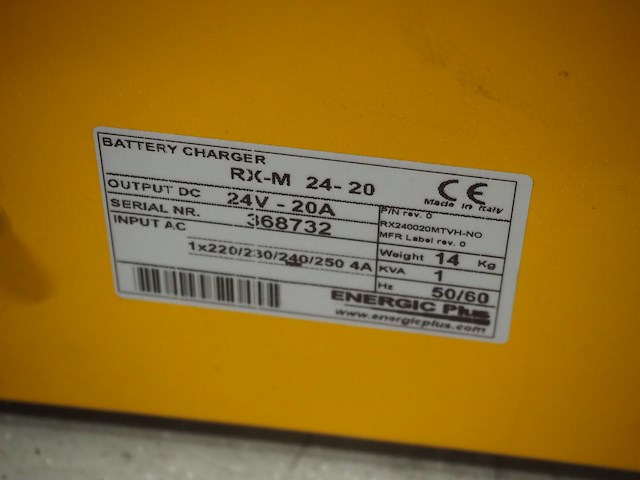 BATTERY CHARGER
RX-M 24-20
CE
Made in Italy
OUTPUT DC 24V - 20A
SERIAL NR. 368732
INPUT AC
1x220/230/240/250 4A
P/N rev. 0
RX240020MTVH-NO
MFR Label rev. 0
Weight 14 Kg
KVA 1
Hz 50/60
ENERGIC Plus
www.energicplus.com